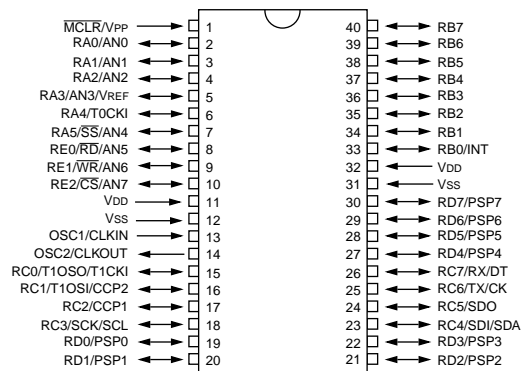 MCLR/VPP 1 40 RB7
RA0/AN0 2 39 RB6
RA1/AN1 3 38 RB5
RA2/AN2 4 37 RB4
RA3/AN3/VREF 5 36 RB3
RA4/T0CKI 6 35 RB2
RA5/SS/AN4 7 34 RB1
RE0/RD/AN5 8 33 RB0/INT
RE1/WR/AN6 9 32 VDD
RE2/CS/AN7 10 31 VSS
VDD 11 30 RD7/PSP7
VSS 12 29 RD6/PSP6
OSC1/CLKIN 13 28 RD5/PSP5
OSC2/CLKOUT 14 27 RD4/PSP4
RC0/T1OSO/T1CKI 15 26 RC7/RX/DT
RC1/T1OSI/CCP2 16 25 RC6/TX/CK
RC2/CCP1 17 24 RC5/SDO
RC3/SCK/SCL 18 23 RC4/SDI/SDA
RD0/PSP0 19 22 RD3/PSP3
RD1/PSP1 20 21 RD2/PSP2